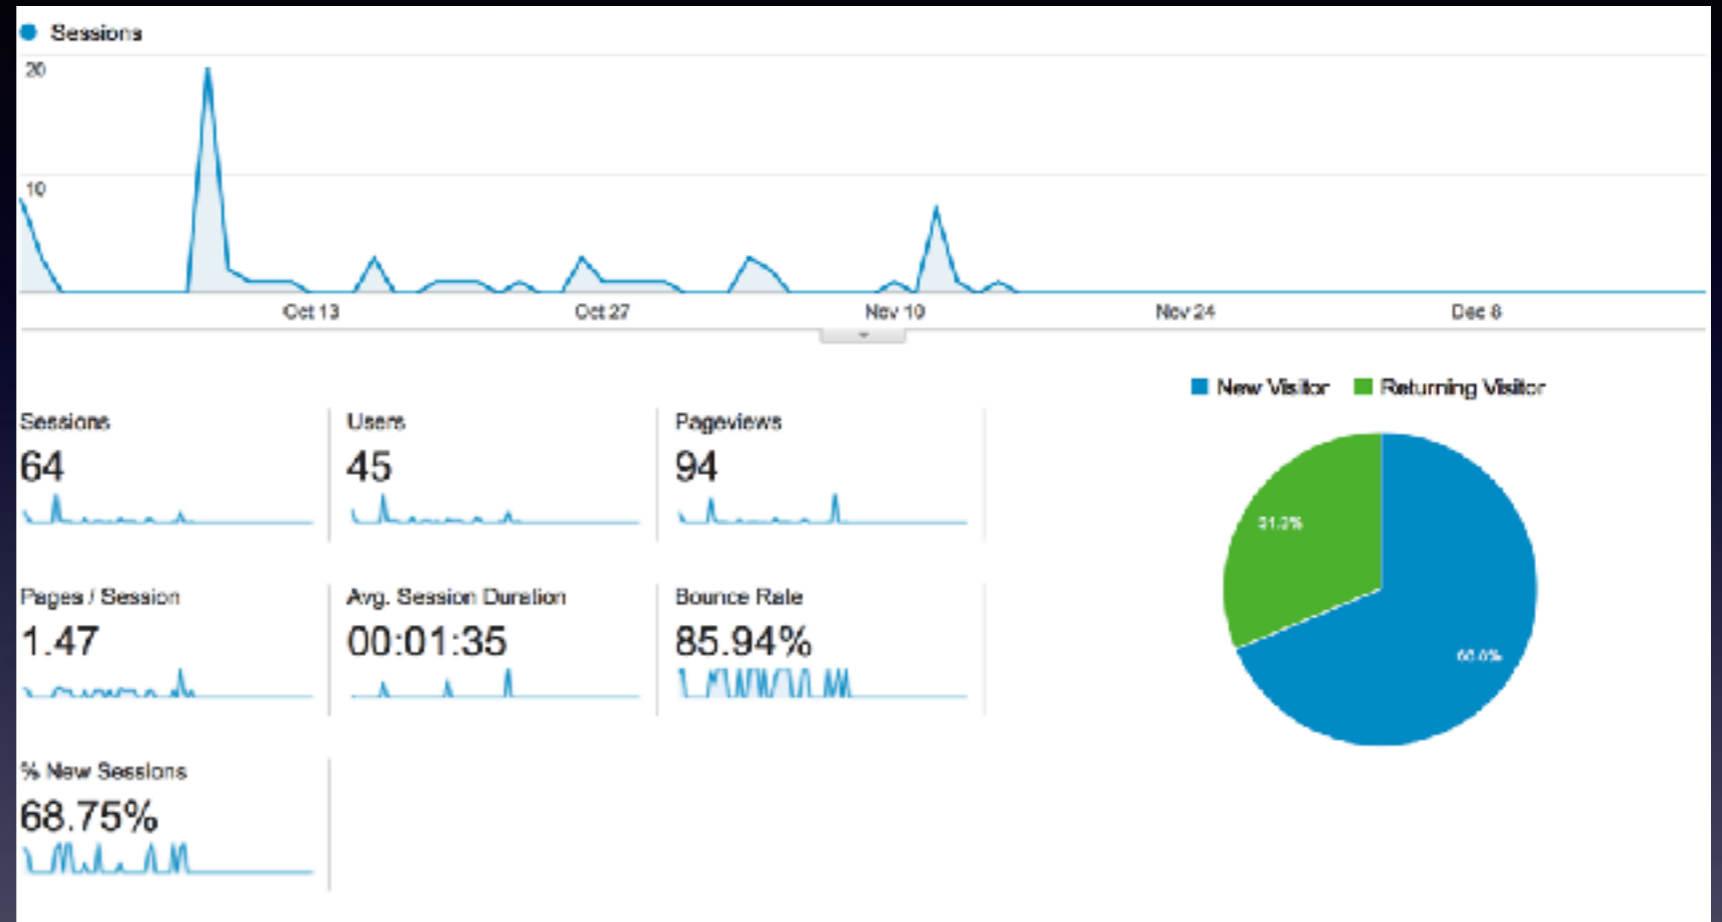 Sessions
20
10
Oct 13 Oct 27 Nov 10 Nov 24 Dec 8
New Visitor Returning Visitor
Sessions Users Pageviews
64 45 94
31.3%
Pages / Session Avg. Session Duration Bounce Rate
1.47 00:01:35 85.94%
% New Sessions
68.75%